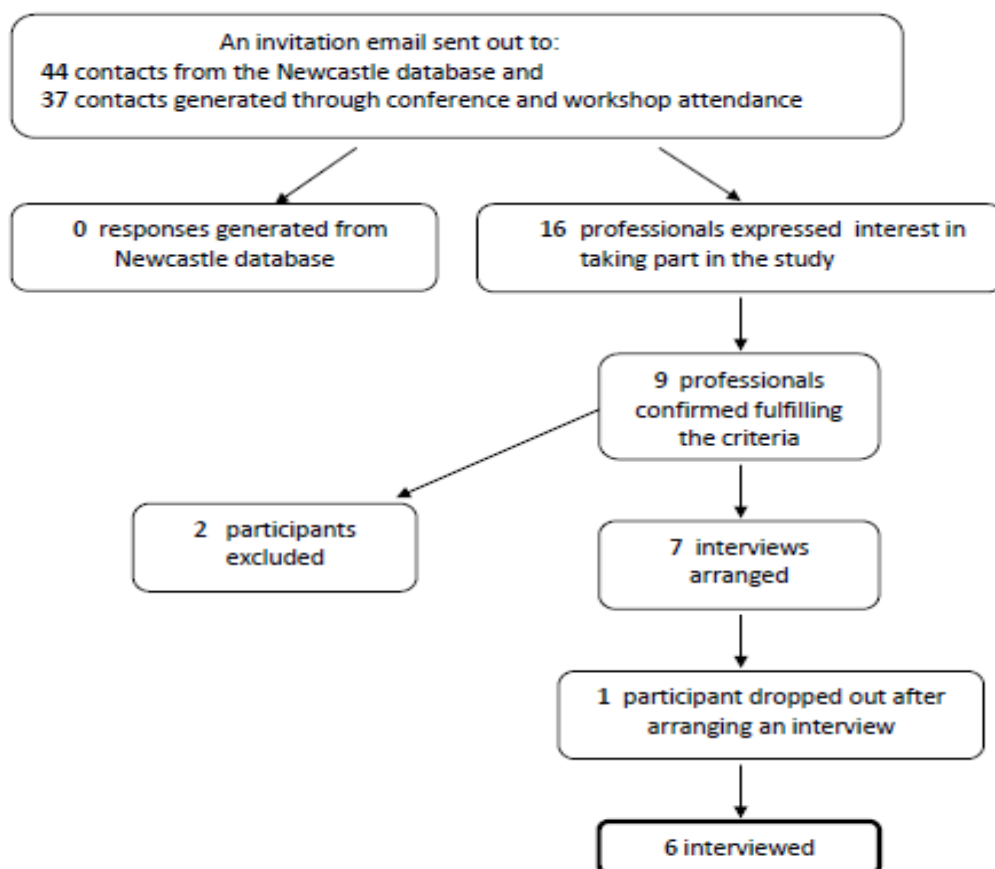 An invitation email sent out to:
44 contacts from the Newcastle database and
37 contacts generated through conference and workshop attendance
0 responses generated from
Newcastle database
16 professionals expressed interest in
taking part in the study
9 professionals
confirmed fulfilling
the criteria
2 participants
excluded
7 interviews
arranged
1 participant dropped out after
arranging an interview
6 interviewed